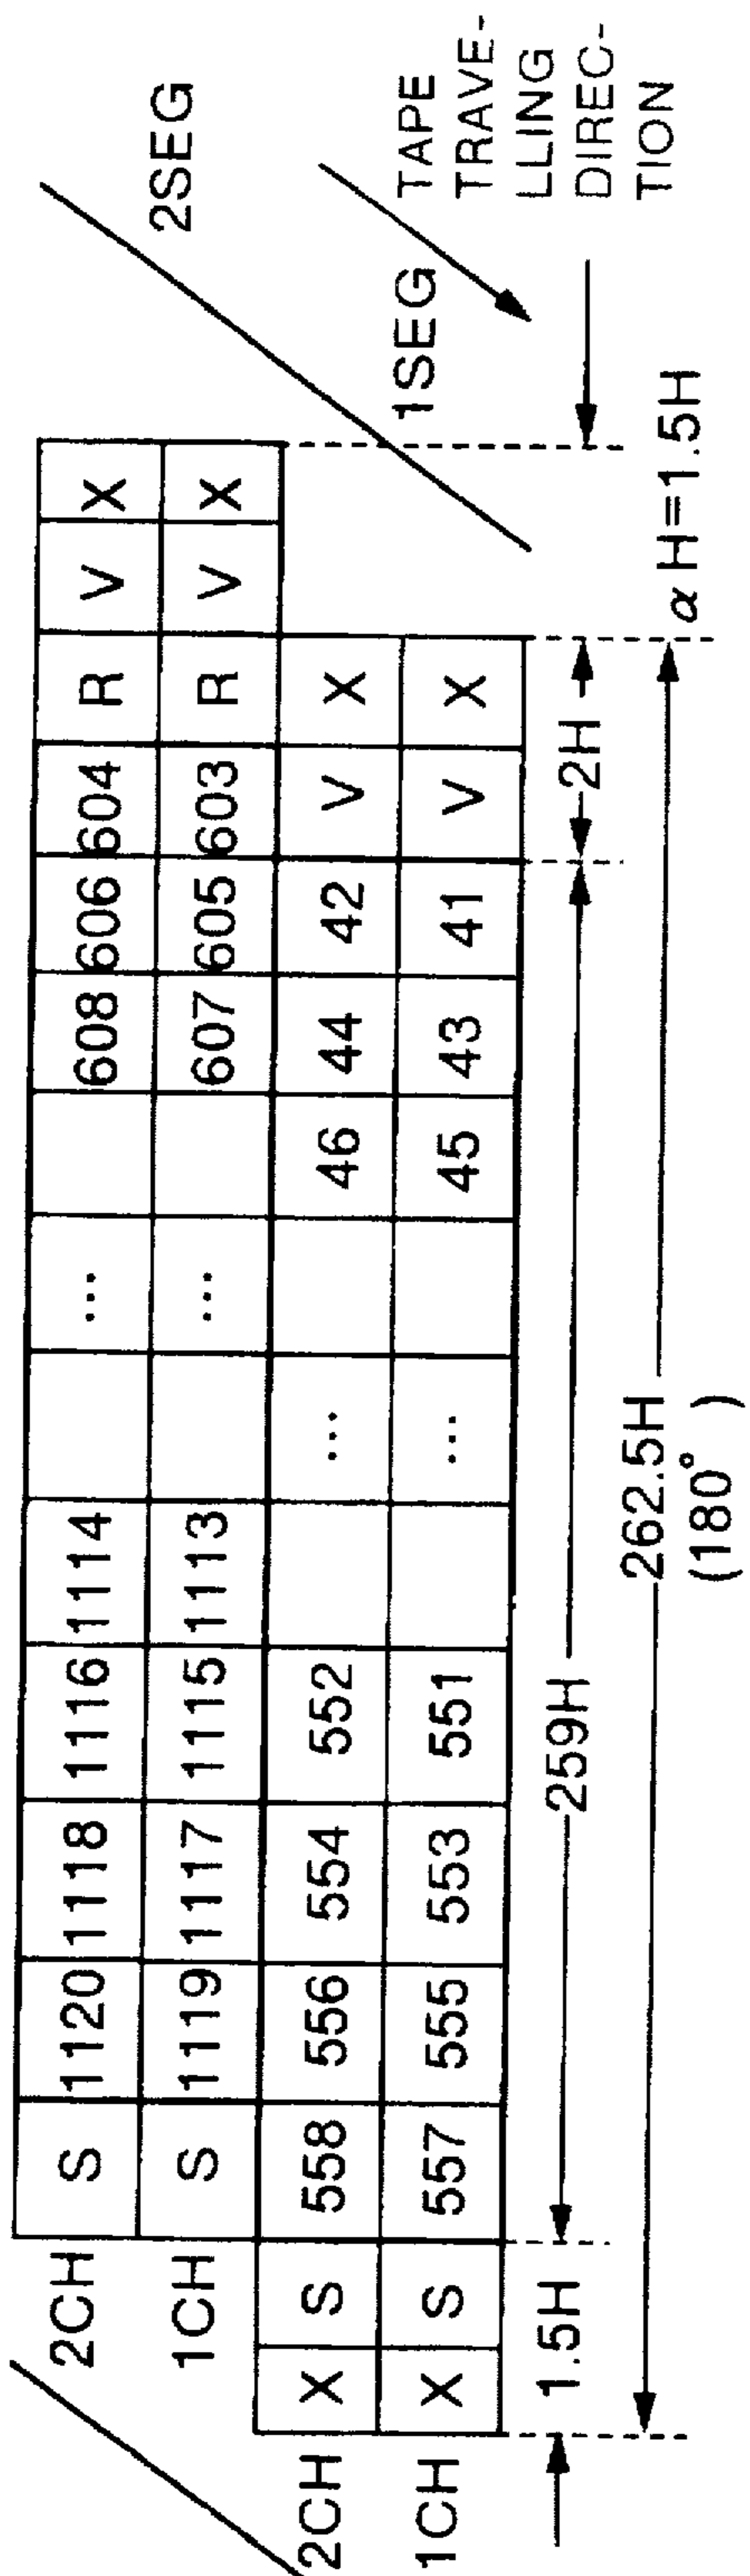 2SEG
TAPE
TRAVE-
LLING
DIREC-
TION
1SEG
2CH S 1120 1118 1116 1114 ... 608 606 604 R V X
1CH S 1119 1117 1115 1113 ... 607 605 603 R V X
2CH X S 558 556 554 552 ... 46 44 42 V X
1CH X S 557 555 553 551 ... 45 43 41 V X
1.5H 259H 2H
262.5H αH=1.5H
(180°)